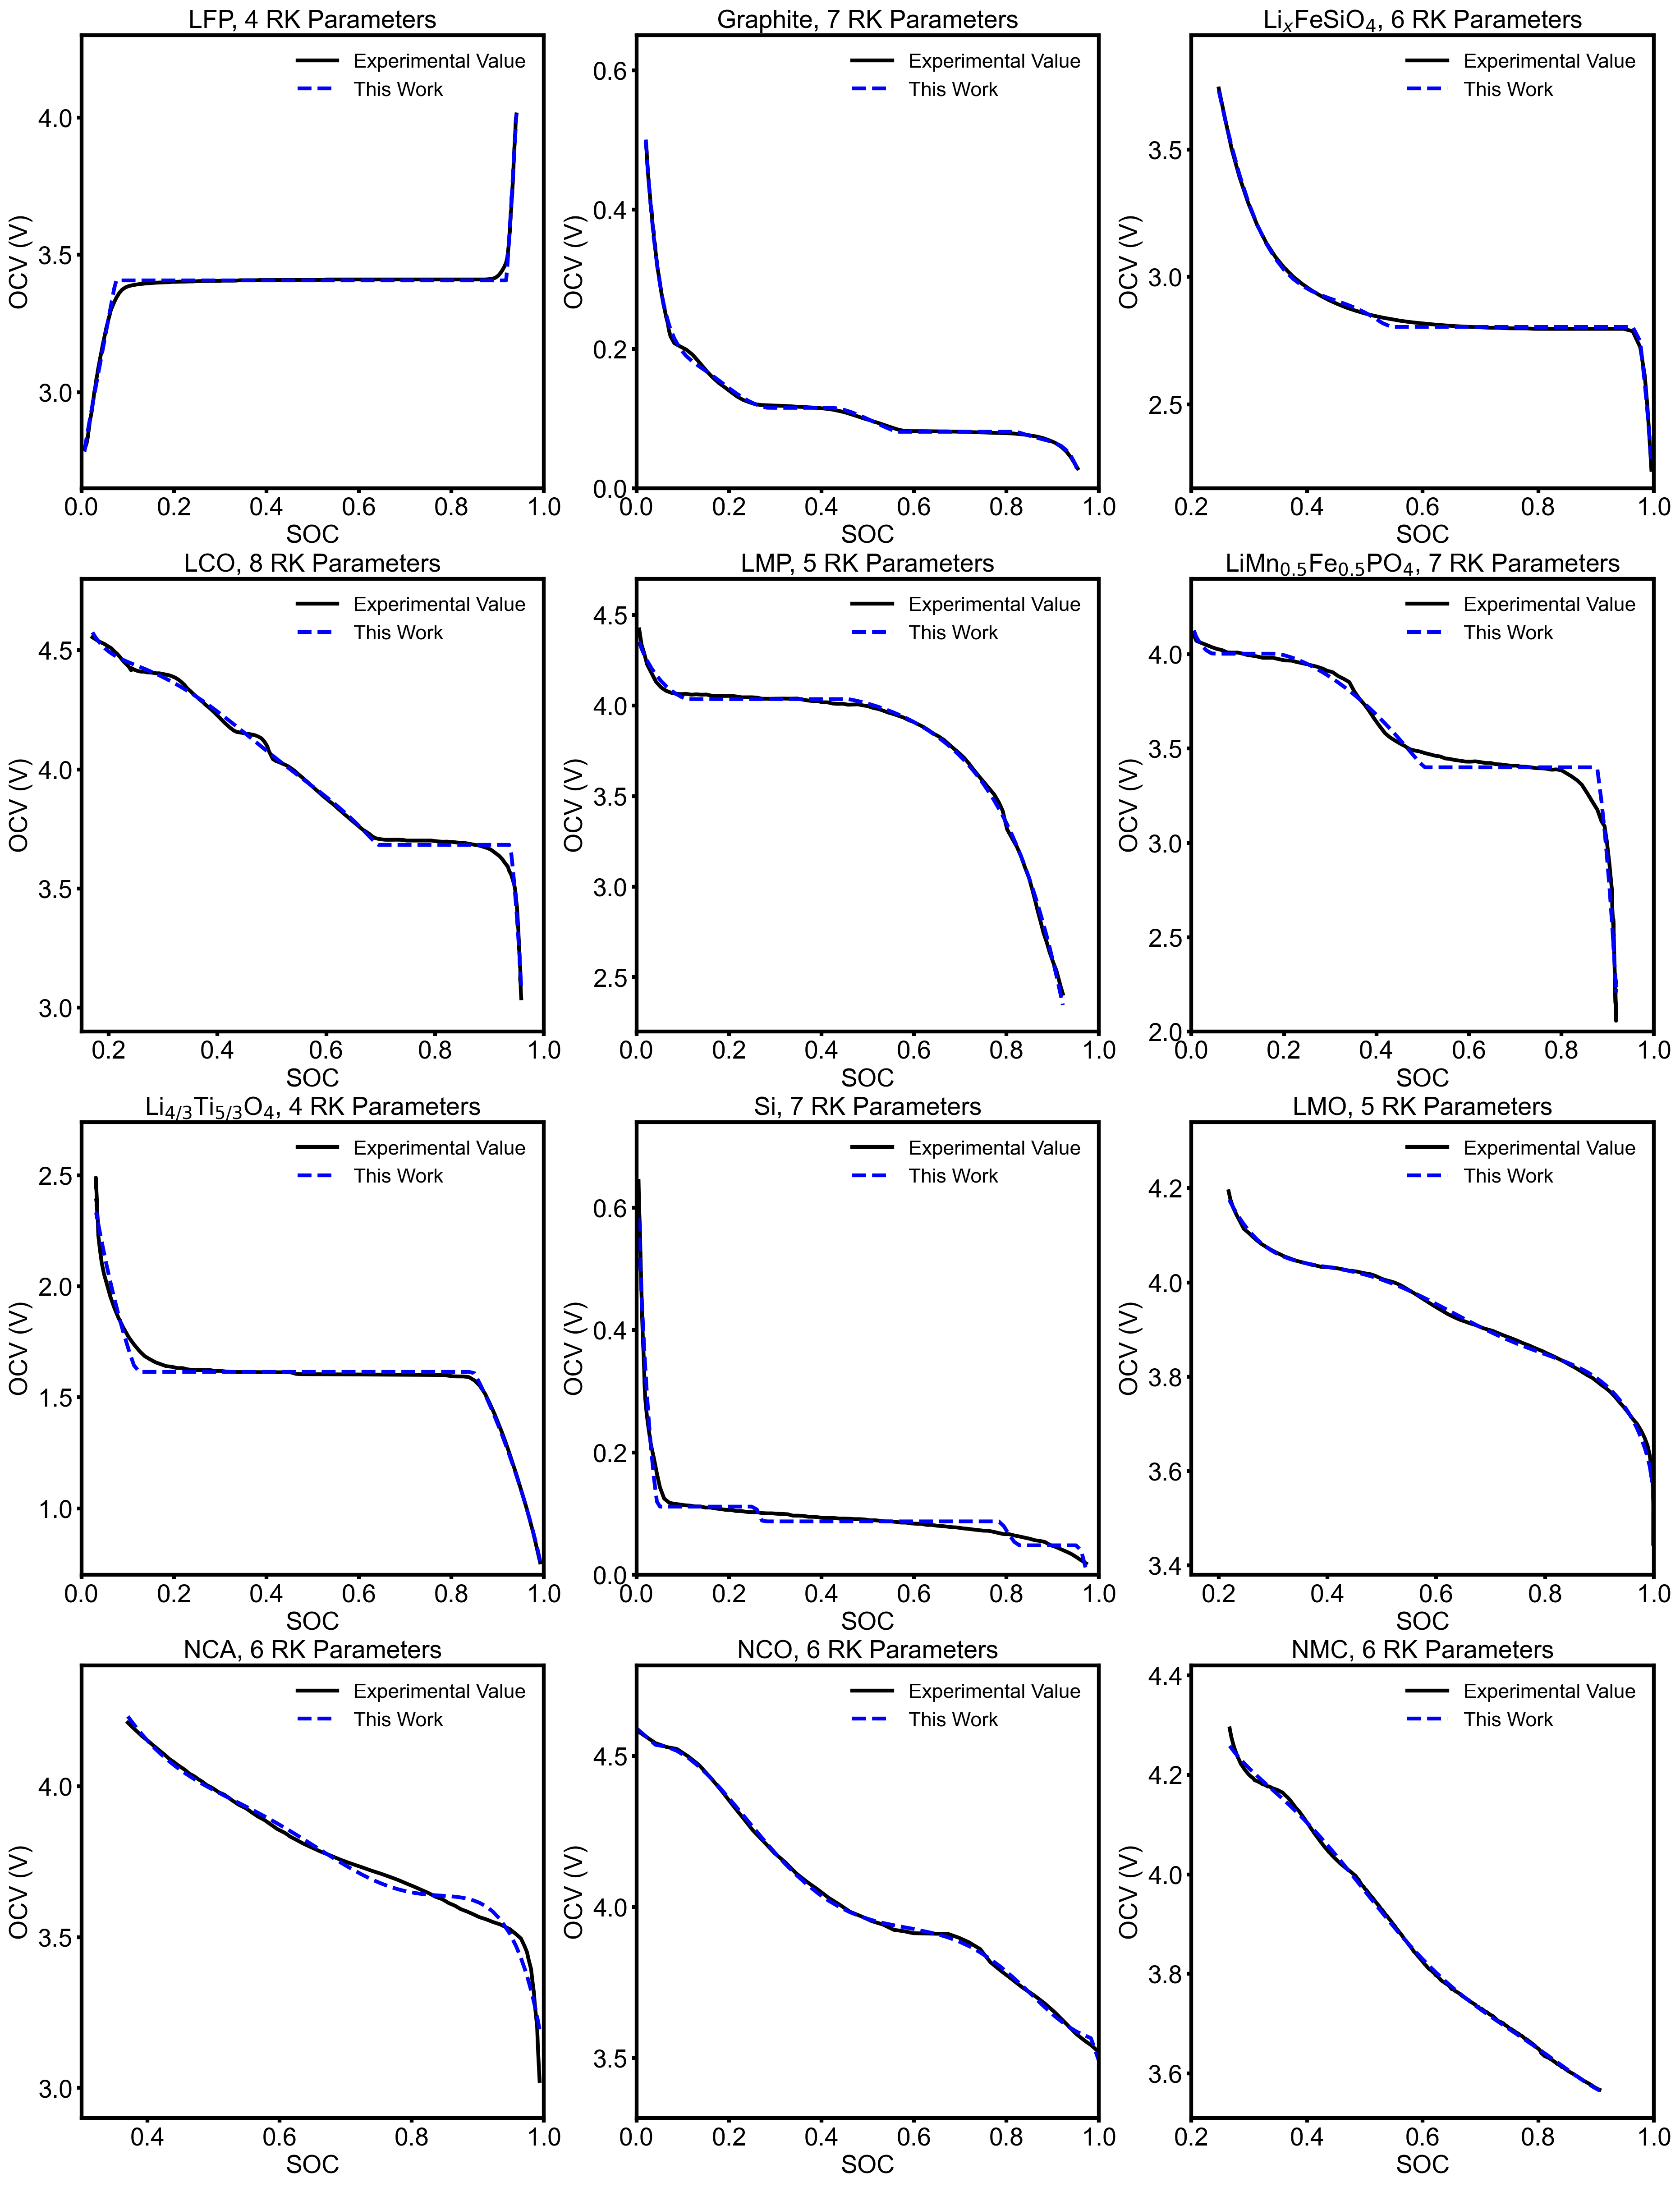 LFP, 4 RK Parameters
Experimental Value
This Work
4.0
3.5
3.0
OCV (V)
0.0 0.2 0.4 0.6 0.8 1.0
SOC
Graphite, 7 RK Parameters
Experimental Value
This Work
0.6
0.4
0.2
0.0
OCV (V)
0.0 0.2 0.4 0.6 0.8 1.0
SOC
LiₓFeSiO₄, 6 RK Parameters
Experimental Value
This Work
3.5
3.0
2.5
OCV (V)
0.2 0.4 0.6 0.8 1.0
SOC
LCO, 8 RK Parameters
Experimental Value
This Work
4.5
4.0
3.5
3.0
OCV (V)
0.2 0.4 0.6 0.8 1.0
SOC
LMP, 5 RK Parameters
Experimental Value
This Work
4.5
4.0
3.5
3.0
2.5
OCV (V)
0.0 0.2 0.4 0.6 0.8 1.0
SOC
LiMn₀.₅Fe₀.₅PO₄, 7 RK Parameters
Experimental Value
This Work
4.0
3.5
3.0
2.5
2.0
OCV (V)
0.0 0.2 0.4 0.6 0.8 1.0
SOC
Li₄/₃Ti₅/₃O₄, 4 RK Parameters
Experimental Value
This Work
2.5
2.0
1.5
1.0
OCV (V)
0.0 0.2 0.4 0.6 0.8 1.0
SOC
Si, 7 RK Parameters
Experimental Value
This Work
0.6
0.4
0.2
0.0
OCV (V)
0.0 0.2 0.4 0.6 0.8 1.0
SOC
LMO, 5 RK Parameters
Experimental Value
This Work
4.2
4.0
3.8
3.6
3.4
OCV (V)
0.2 0.4 0.6 0.8 1.0
SOC
NCA, 6 RK Parameters
Experimental Value
This Work
4.0
3.5
3.0
OCV (V)
0.4 0.6 0.8 1.0
SOC
NCO, 6 RK Parameters
Experimental Value
This Work
4.5
4.0
3.5
OCV (V)
0.0 0.2 0.4 0.6 0.8 1.0
SOC
NMC, 6 RK Parameters
Experimental Value
This Work
4.4
4.2
4.0
3.8
3.6
OCV (V)
0.2 0.4 0.6 0.8 1.0
SOC